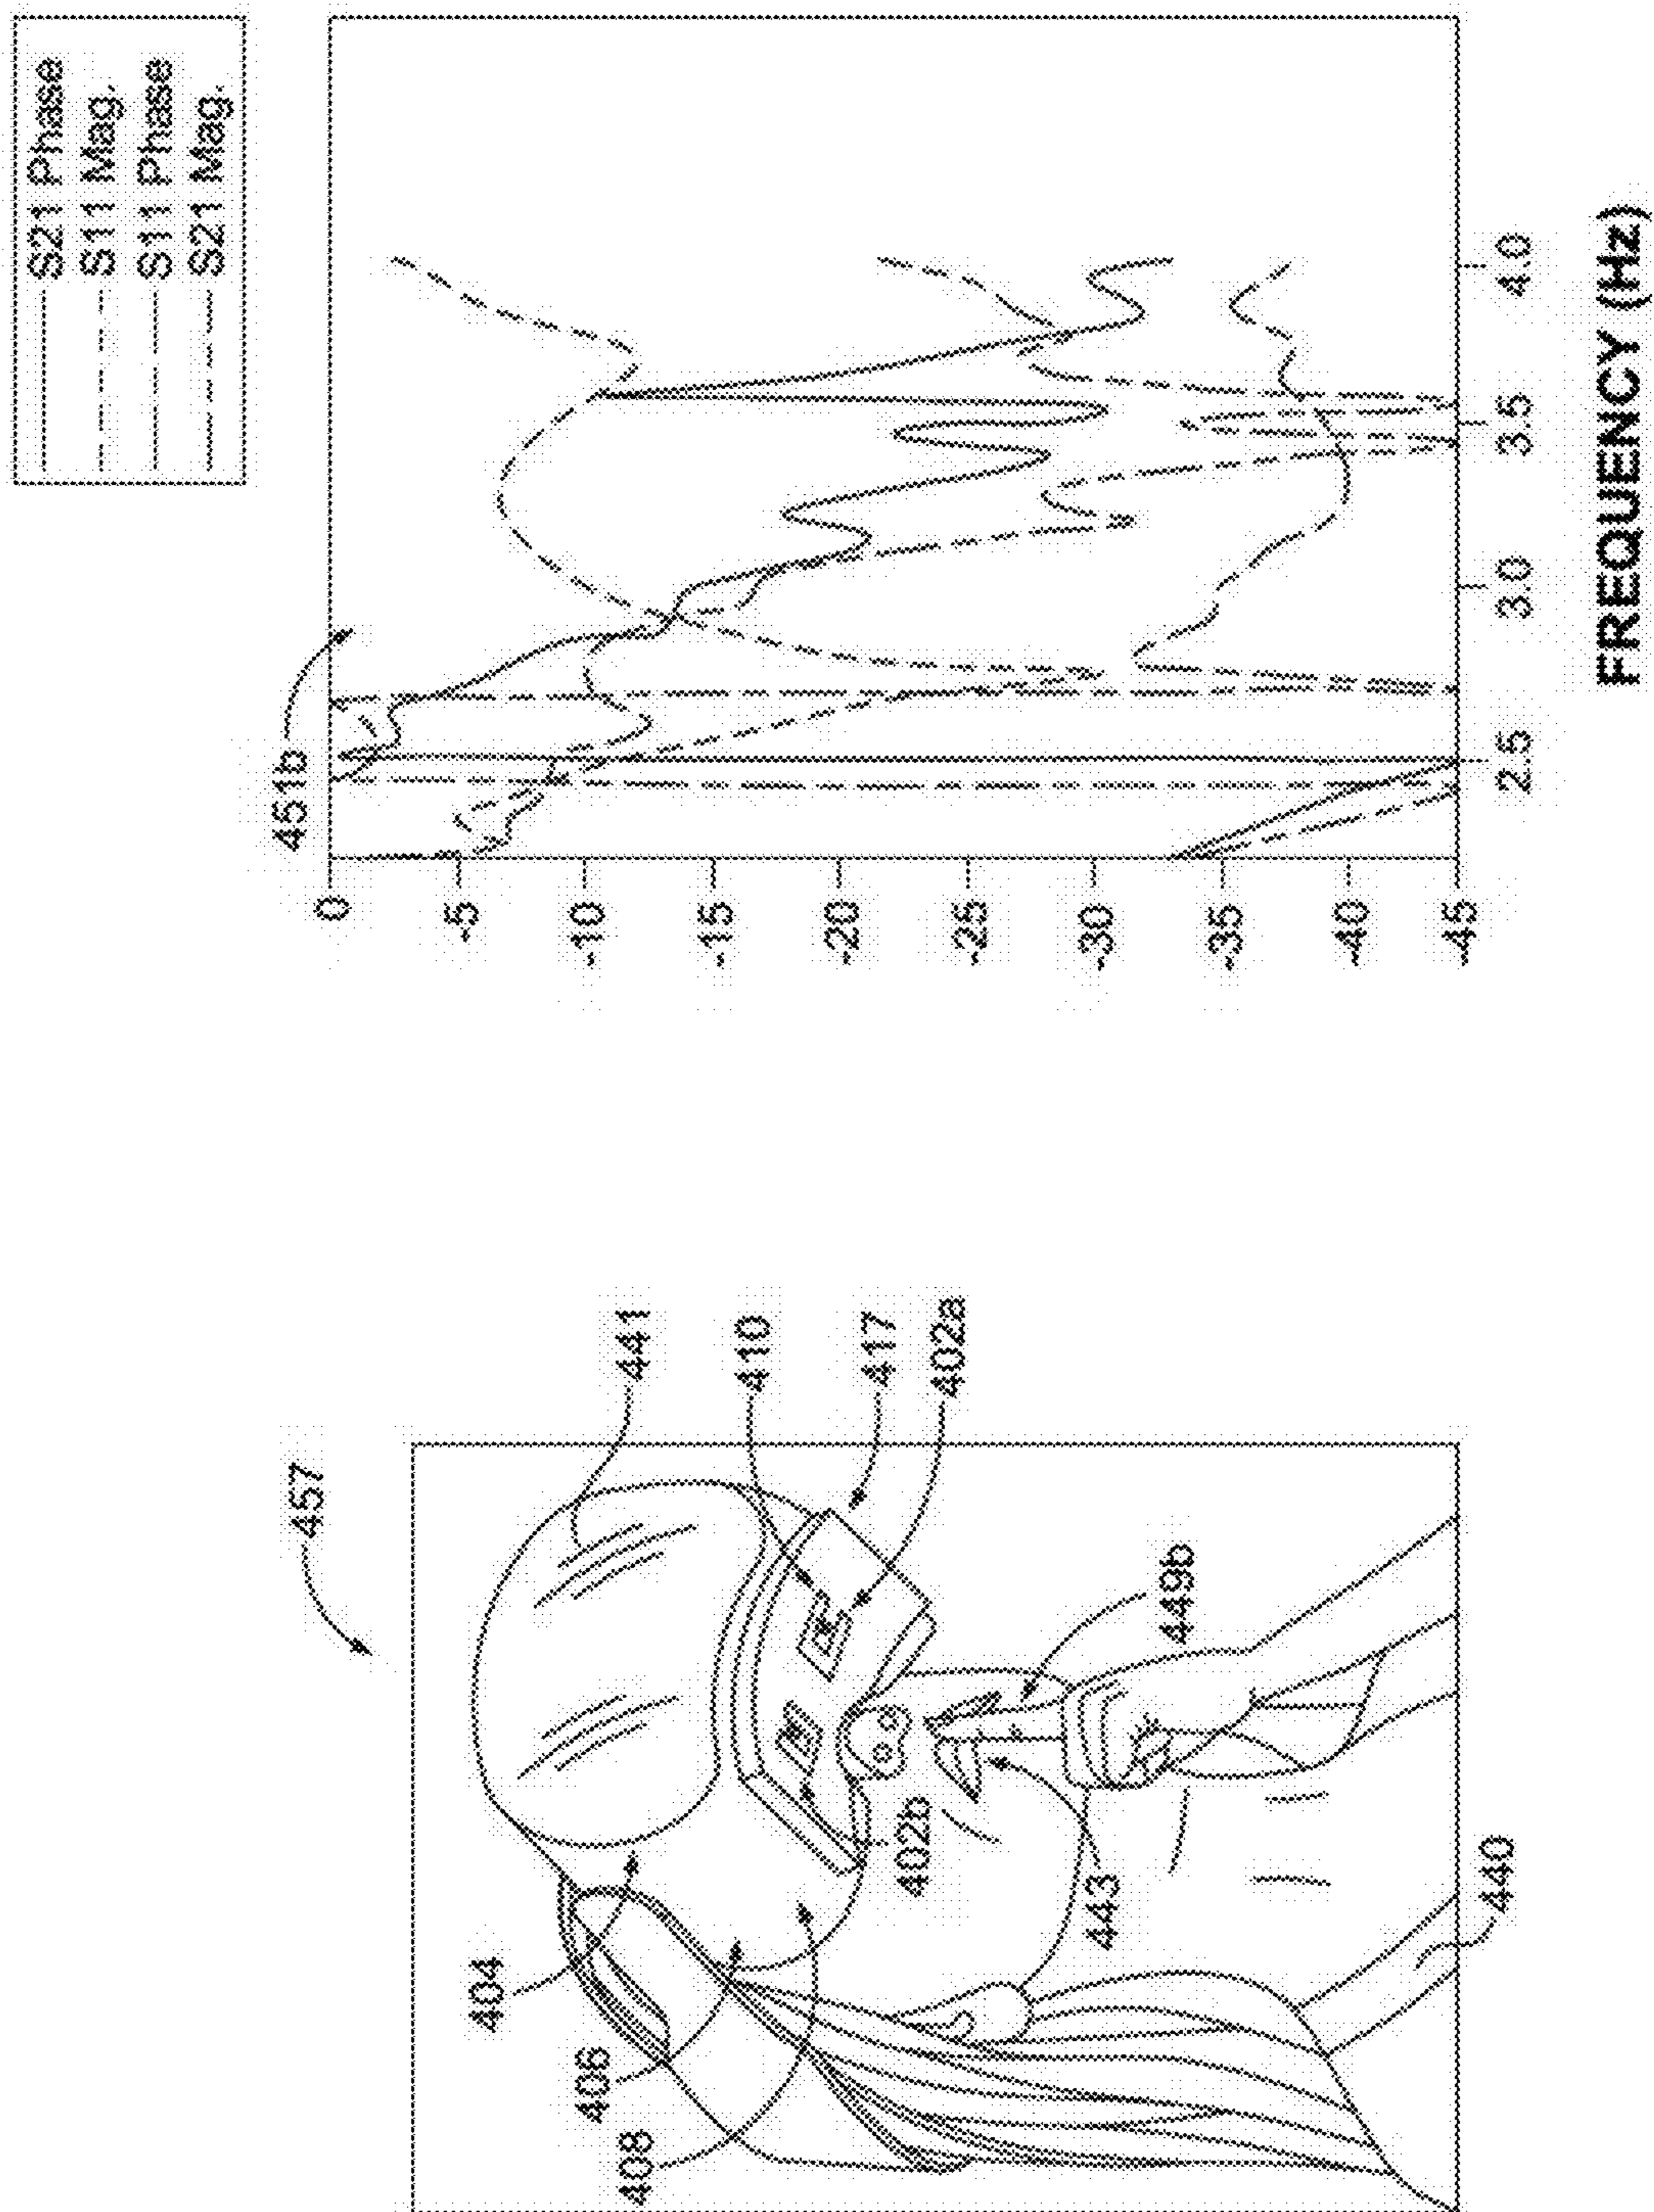 457
404
406
408
441
410
417
402a
402b
449b
443
440
451b
S21 Phase
S11 Mag.
S11 Phase
S21 Mag.
0
-5
-10
-15
-20
-25
-30
-35
-40
-45
2.5
3.0
3.5
4.0
FREQUENCY (Hz)